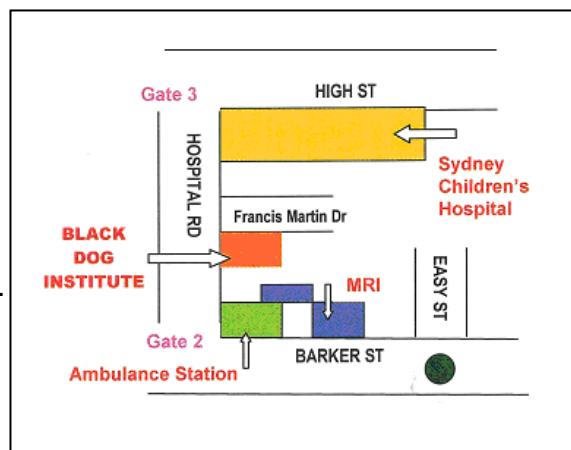 HIGH ST
Gate 3
HOSPITAL RD
Sydney
Children's
Hospital
Francis Martin Dr
BLACK
DOG
INSTITUTE
EASY ST
MRI
Gate 2
BARKER ST
Ambulance Station